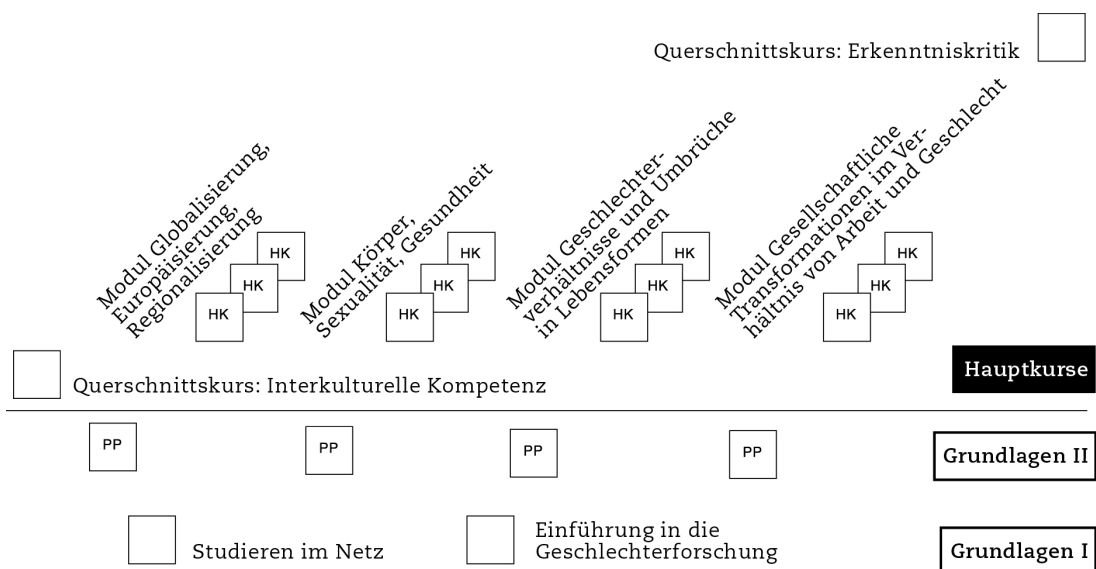 Querschnittskurs: Erkenntniskritik
Modul Globalisierung,
Europäisierung,
Regionalisierung
HK
HK
HK
Modul Körper,
Sexualität, Gesundheit
HK
HK
HK
Modul Geschlechter-
verhältnisse und Umbrüche
in Lebensformen
HK
HK
HK
Modul Gesellschaftliche
Transformationen im Ver-
hältnis von Arbeit und Geschlecht
HK
HK
HK
Hauptkurse
Querschnittskurs: Interkulturelle Kompetenz
PP
PP
PP
PP
Grundlagen II
Studieren im Netz
Einführung in die
Geschlechterforschung
Grundlagen I